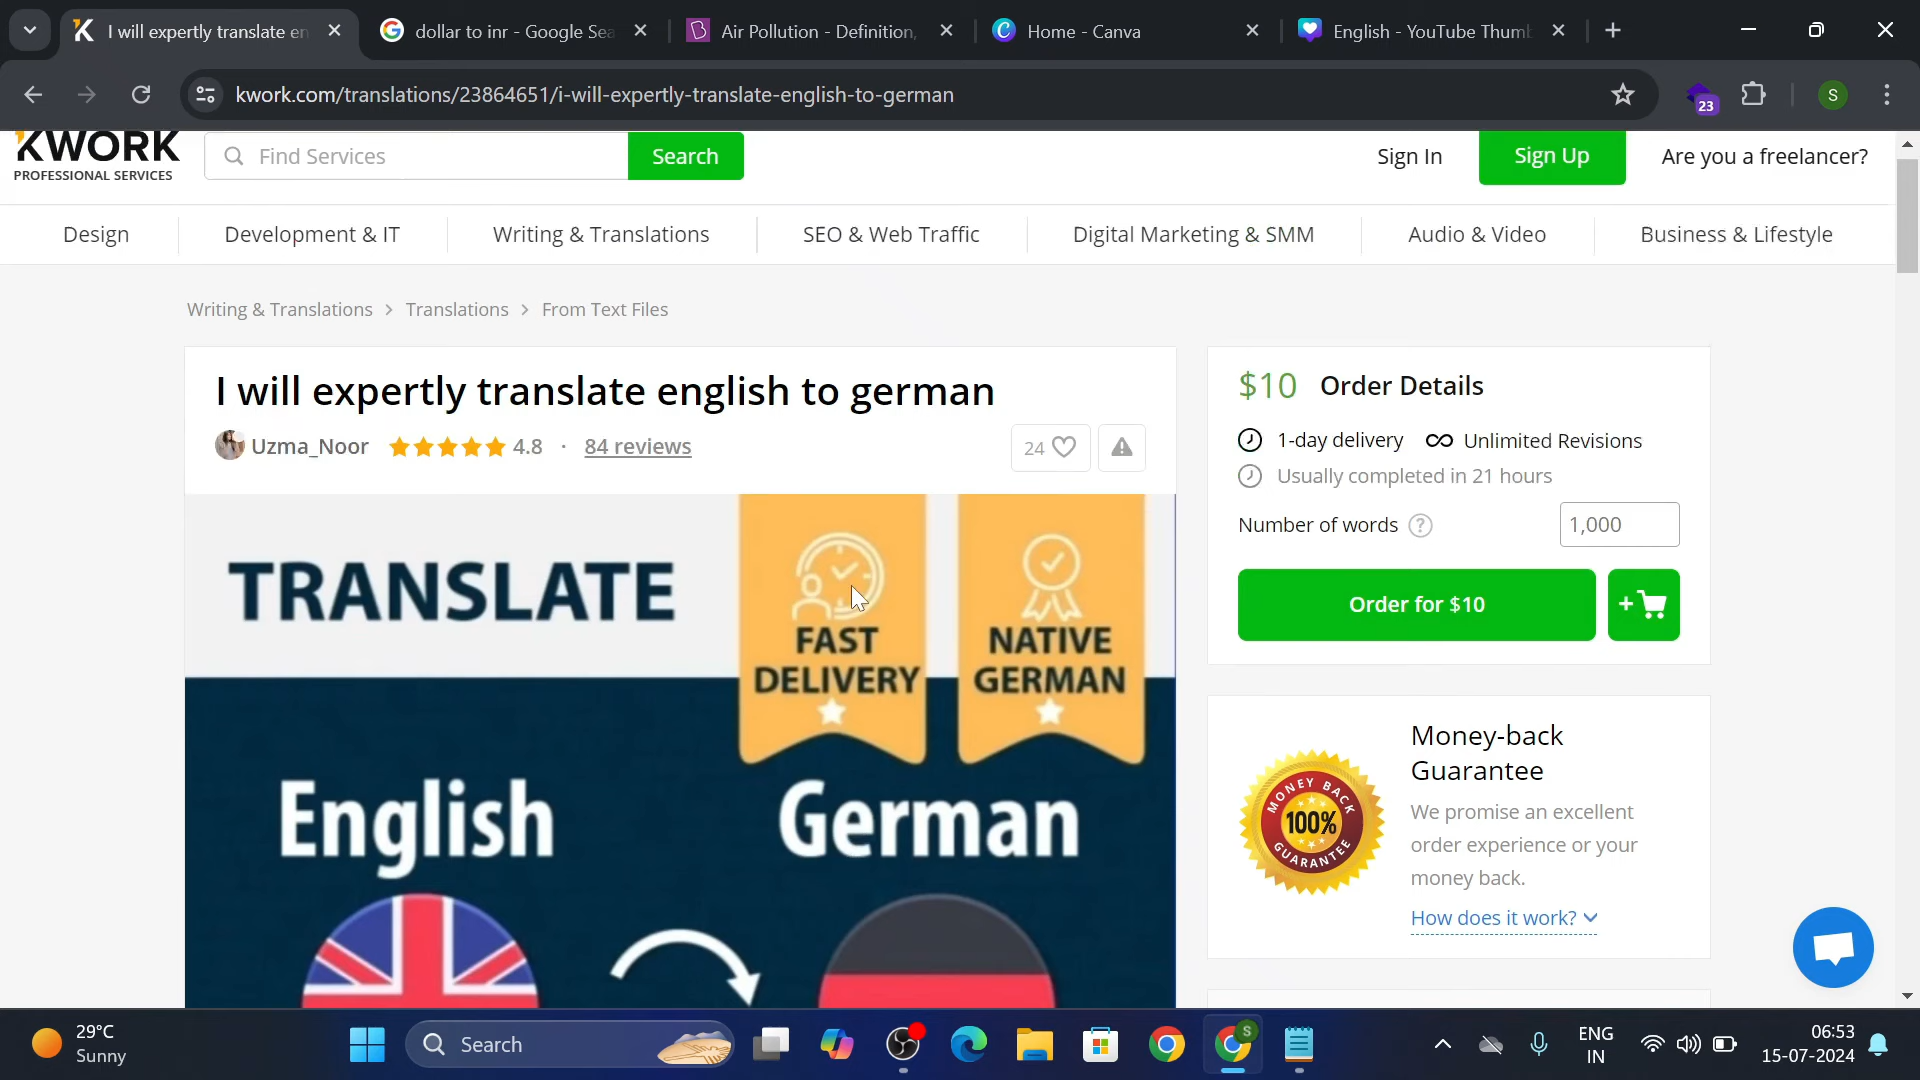 I will expertly translate en
dollar to inr - Google Sea
Air Pollution - Definition,
Home - Canva
English - YouTube Thumb
kwork.com/translations/23864651/i-will-expertly-translate-english-to-german
23
S
KWORK
PROFESSIONAL SERVICES
Find Services
Search
Sign In
Sign Up
Are you a freelancer?
Design
Development & IT
Writing & Translations
SEO & Web Traffic
Digital Marketing & SMM
Audio & Video
Business & Lifestyle
Writing & Translations > Translations > From Text Files
I will expertly translate english to german
Uzma_Noor 4.8 · 84 reviews
24
TRANSLATE
FAST
DELIVERY
NATIVE
GERMAN
English
German
$10 Order Details
1-day delivery Unlimited Revisions
Usually completed in 21 hours
Number of words ? 1,000
Order for $10
+
Money-back
Guarantee
MONEY BACK
100%
GUARANTEE
We promise an excellent
order experience or your
money back.
How does it work?
29°C
Sunny
Search
S
ENG
IN
06:53
15-07-2024